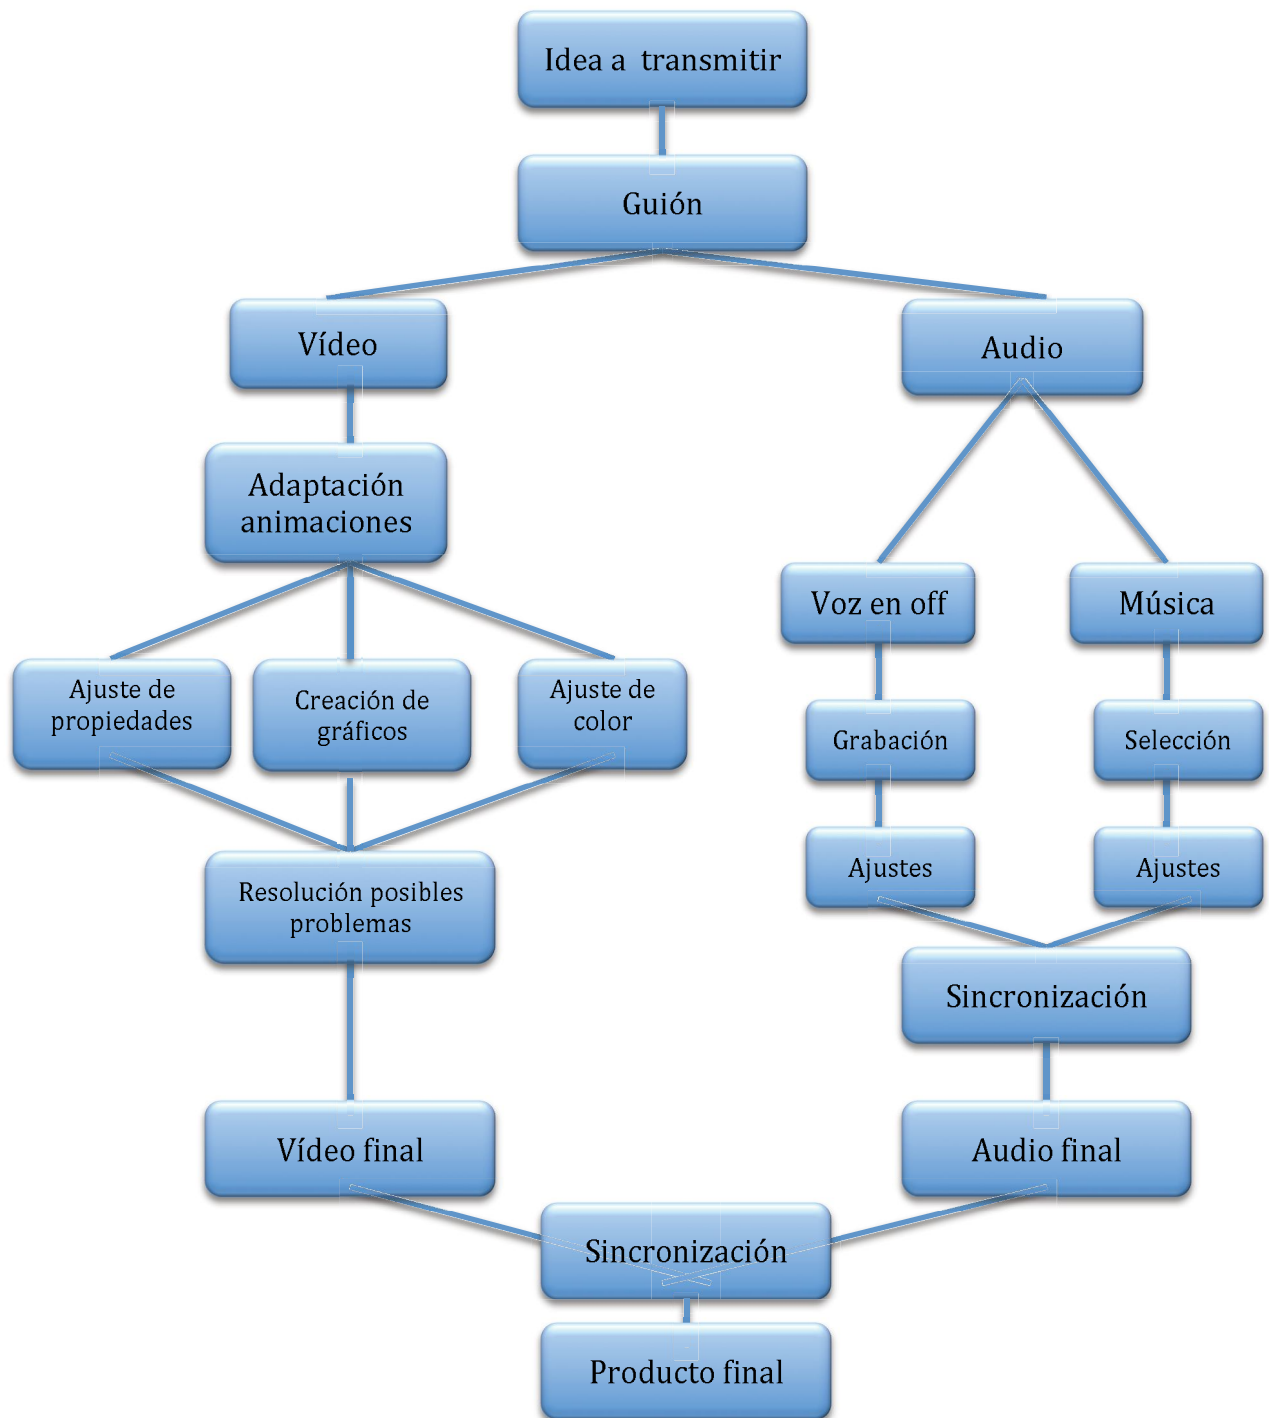 Idea a  transmitir
Guión
Vídeo
Audio
Adaptación
animaciones
Voz en off
Música
Ajuste de
propiedades
Creación de
gráficos
Ajuste de
color
Grabación
Selección
Ajustes
Ajustes
Resolución posibles
problemas
Sincronización
Vídeo final
Audio final
Sincronización
Producto final